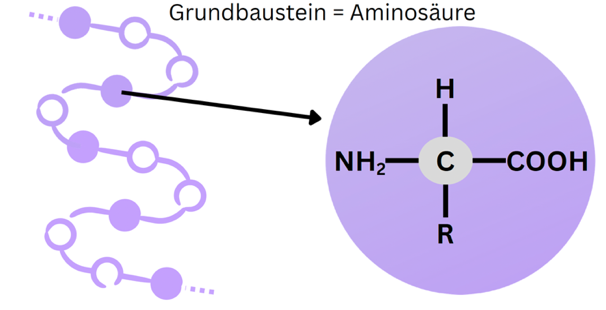 Grundbaustein = Aminosäure
H
NH₂ C COOH
R